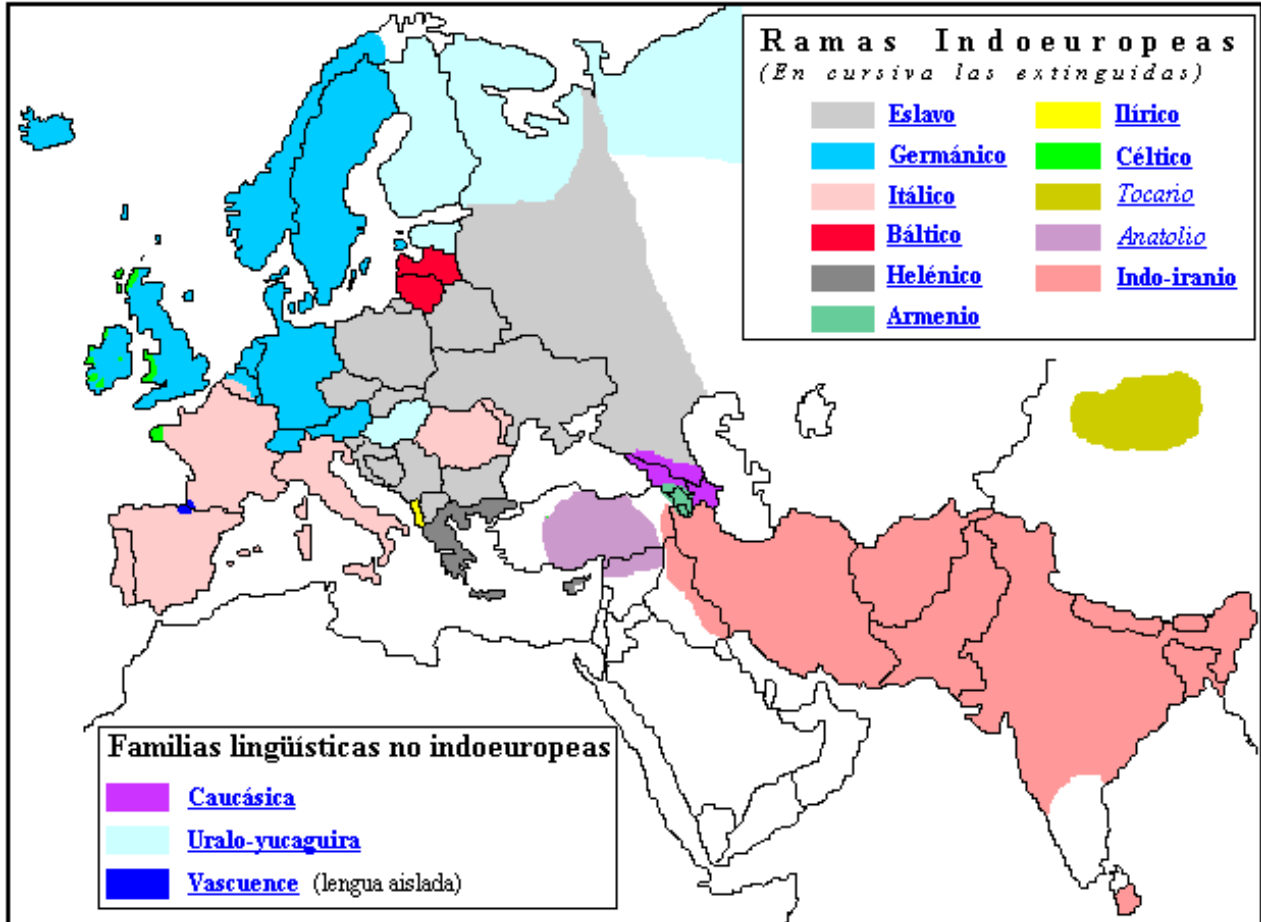 Ramas Indoeuropeas
(En cursiva las extinguidas)
Eslavo
Germánico
Itálico
Báltico
Helénico
Armenio
Ilírico
Céltico
Tocario
Anatolio
Indo-iranio
Familias lingüísticas no indoeuropeas
Caucásica
Uralo-yucaguira
Vascuence (lengua aislada)